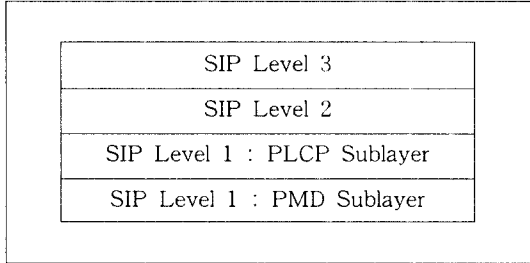 SIP Level 3
SIP Level 2
SIP Level 1 : PLCP Sublayer
SIP Level 1 : PMD Sublayer